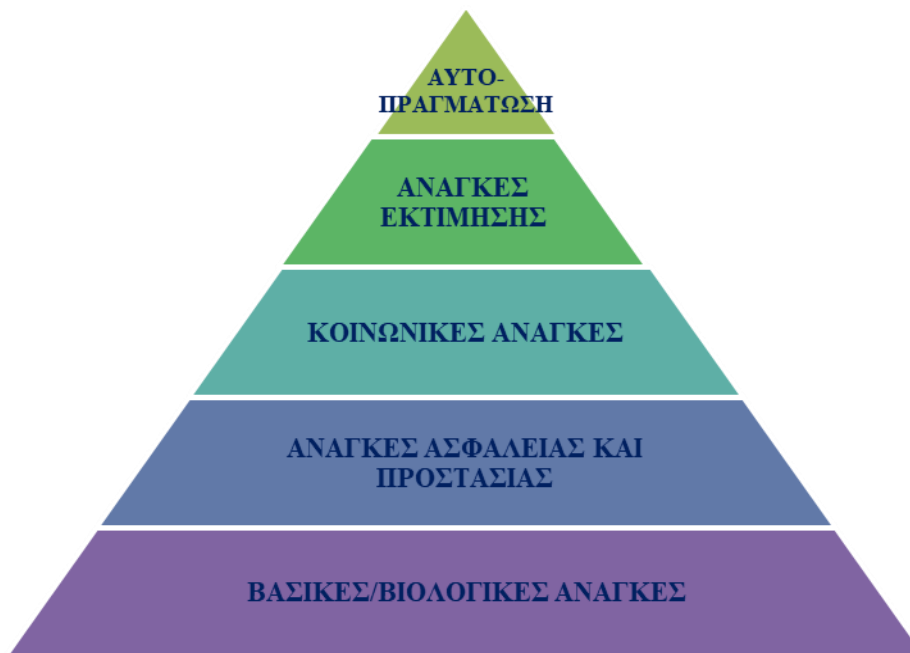 ΑΥΤΟ-
ΠΡΑΓΜΑΤΩΣΗ
ΑΝΑΓΚΕΣ
ΕΚΤΙΜΗΣΗΣ
ΚΟΙΝΩΝΙΚΕΣ ΑΝΑΓΚΕΣ
ΑΝΑΓΚΕΣ ΑΣΦΑΛΕΙΑΣ ΚΑΙ
ΠΡΟΣΤΑΣΙΑΣ
ΒΑΣΙΚΕΣ/ΒΙΟΛΟΓΙΚΕΣ ΑΝΑΓΚΕΣ